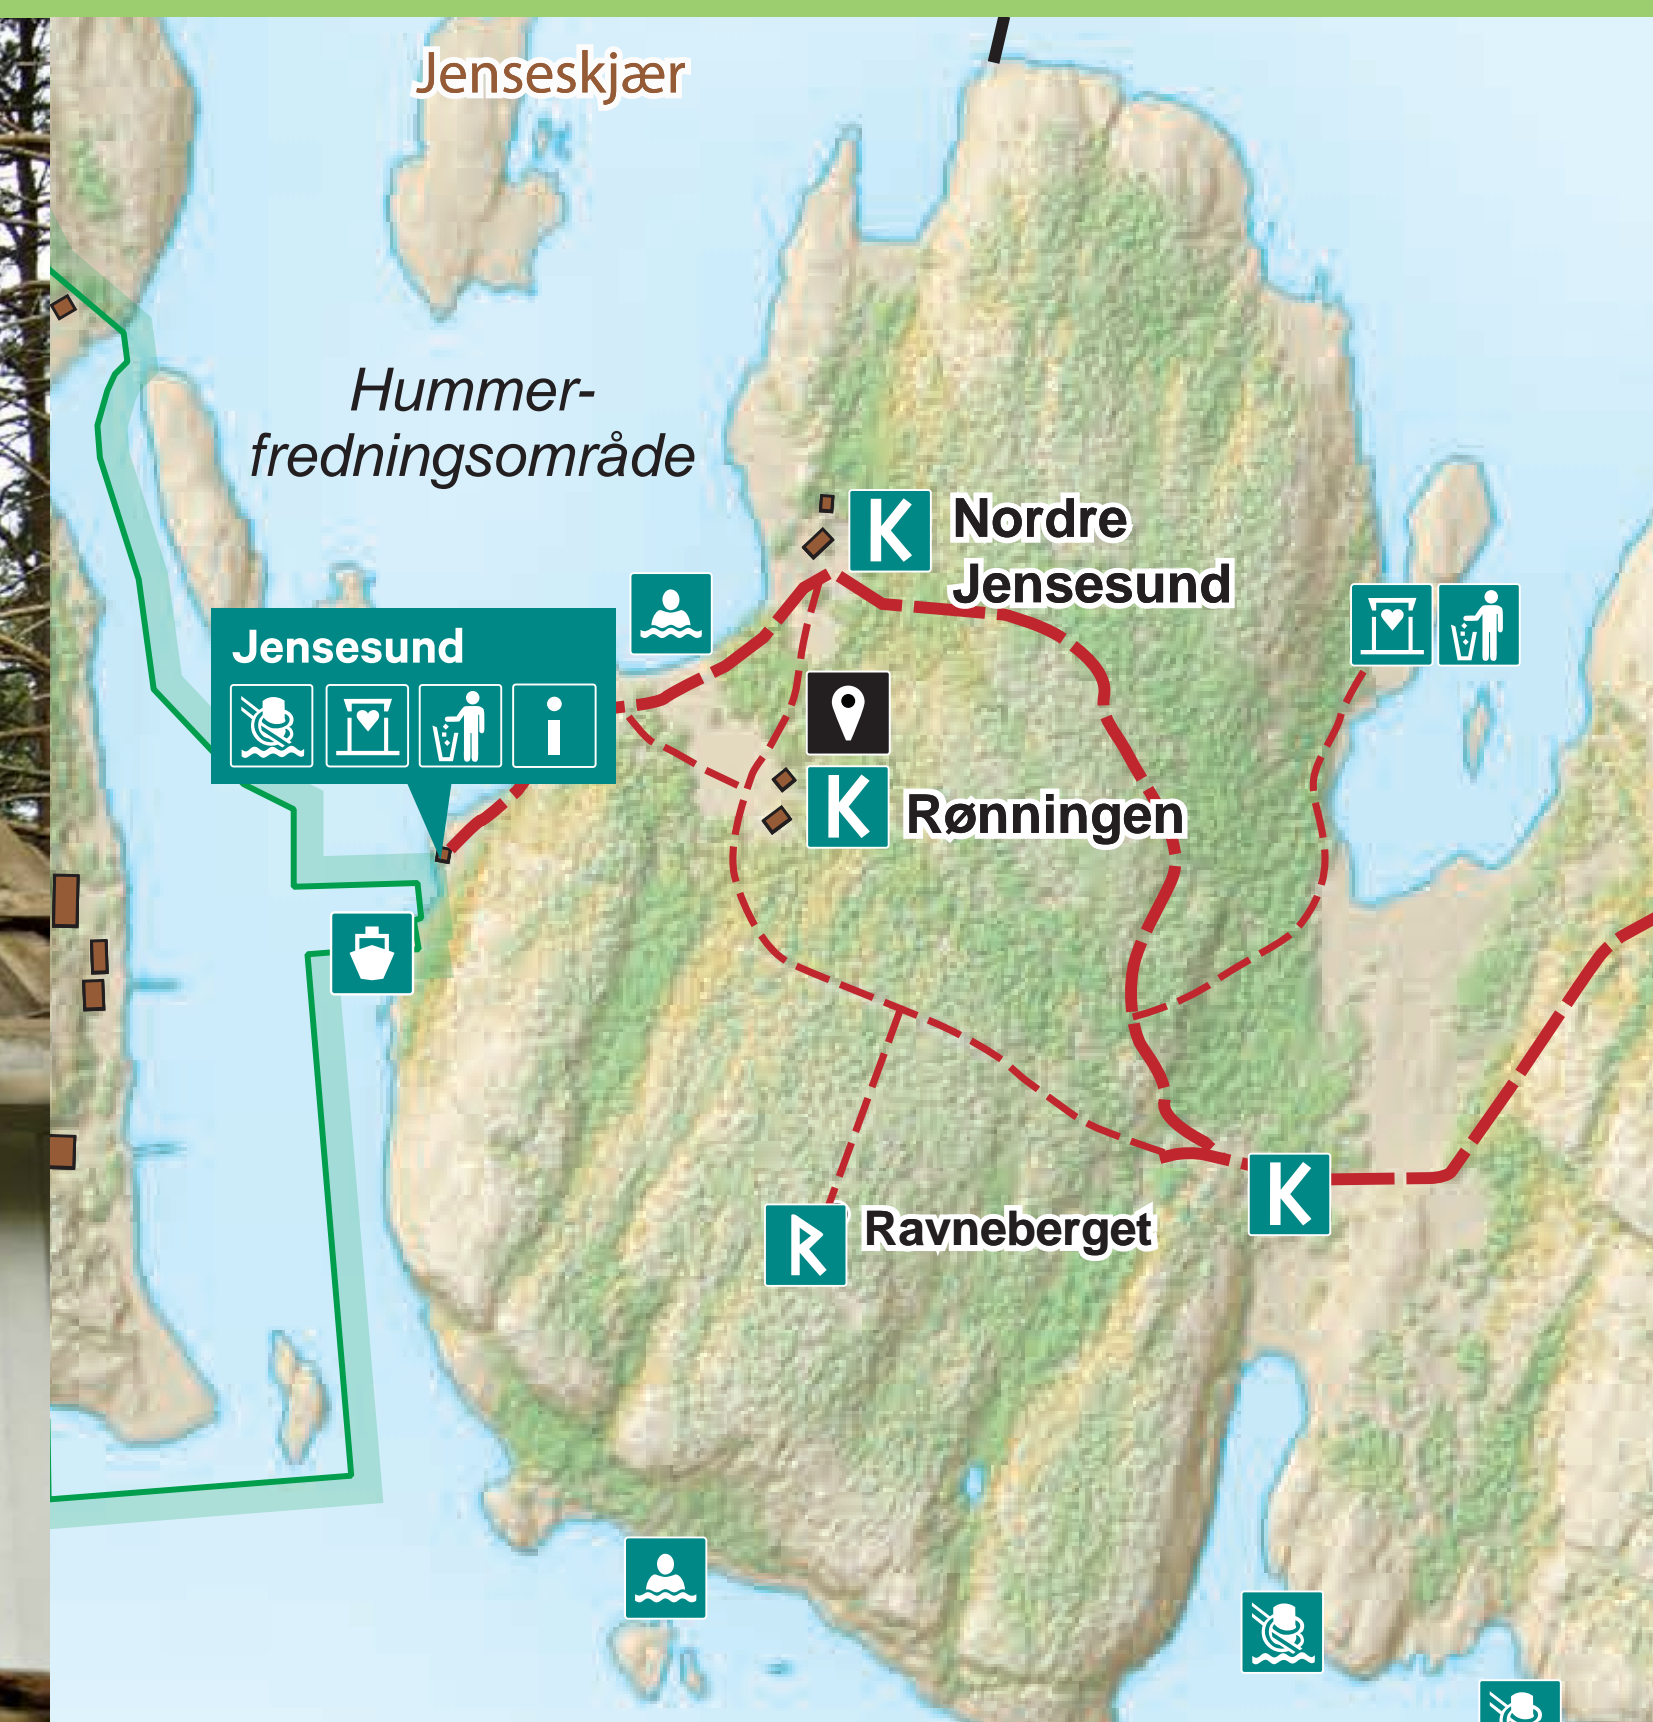 Jenseskjær
Hummer-
fredningsområde
K
Nordre
Jensesund
Jensesund
i
K
Rønningen
K
R
Ravneberget